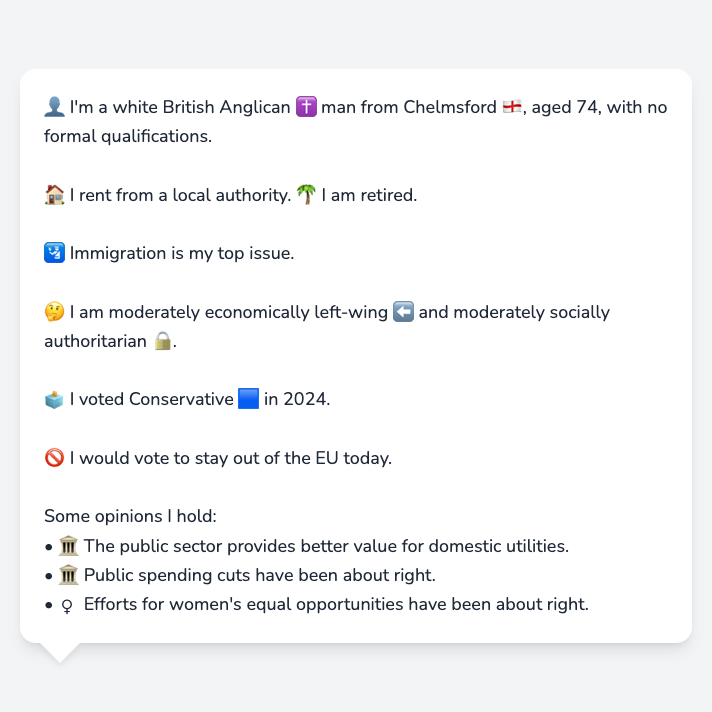 👤 I'm a white British Anglican ✝️ man from Chelmsford 🏴󠁧󠁢󠁥󠁮󠁧󠁿, aged 74, with no
formal qualifications.
🏠 I rent from a local authority. 🌴 I am retired.
🛂 Immigration is my top issue.
🤔 I am moderately economically left-wing ⬅️ and moderately socially
authoritarian 🔒.
🗳️ I voted Conservative 🟦 in 2024.
🚫 I would vote to stay out of the EU today.
Some opinions I hold:
• 🏛️ The public sector provides better value for domestic utilities.
• 🏛️ Public spending cuts have been about right.
• ♀ Efforts for women's equal opportunities have been about right.